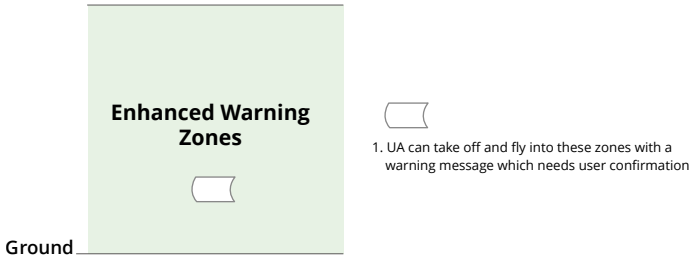 Enhanced Warning
Zones
1. UA can take off and fly into these zones with a
warning message which needs user confirmation
Ground